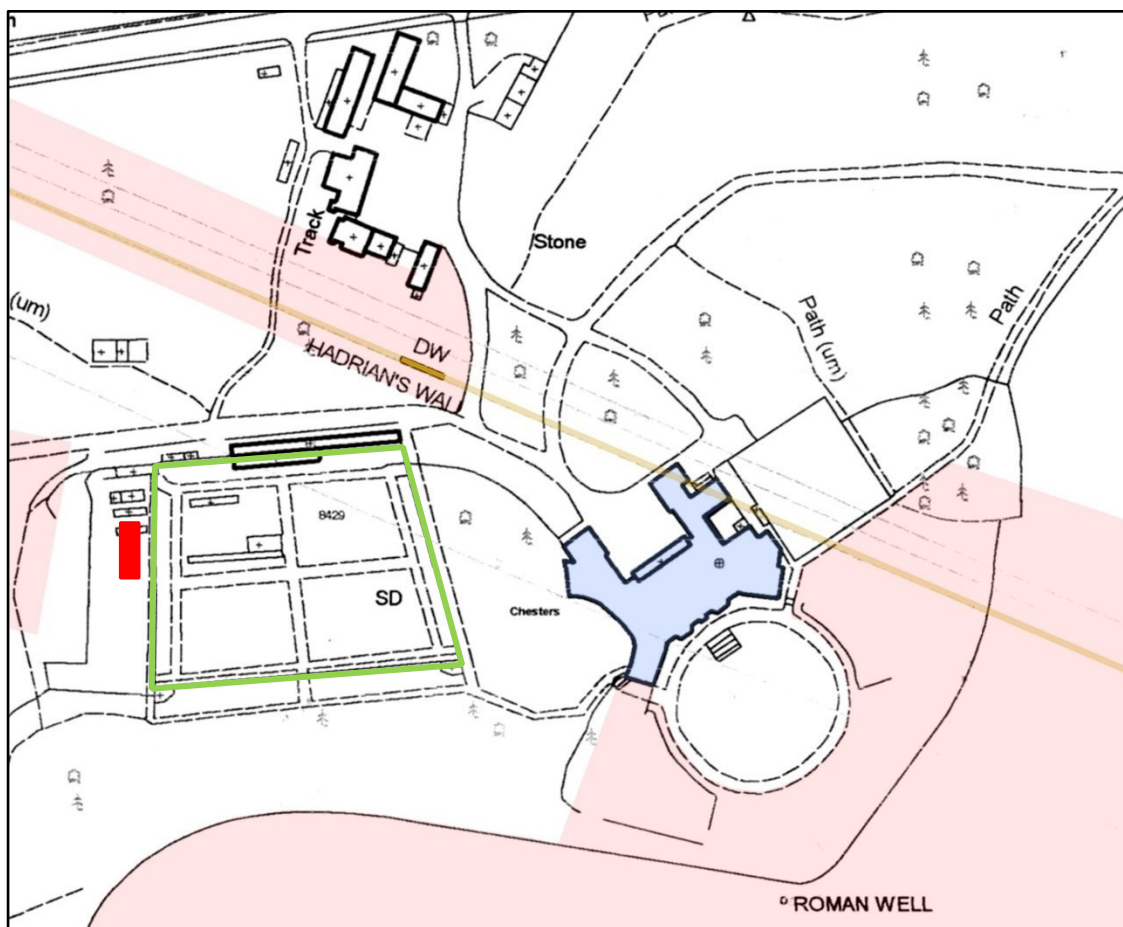 Track
Stone
(um)
Path (um)
Path
DW
HADRIAN'S WALL
8429
SD
Chesters
ROMAN WELL